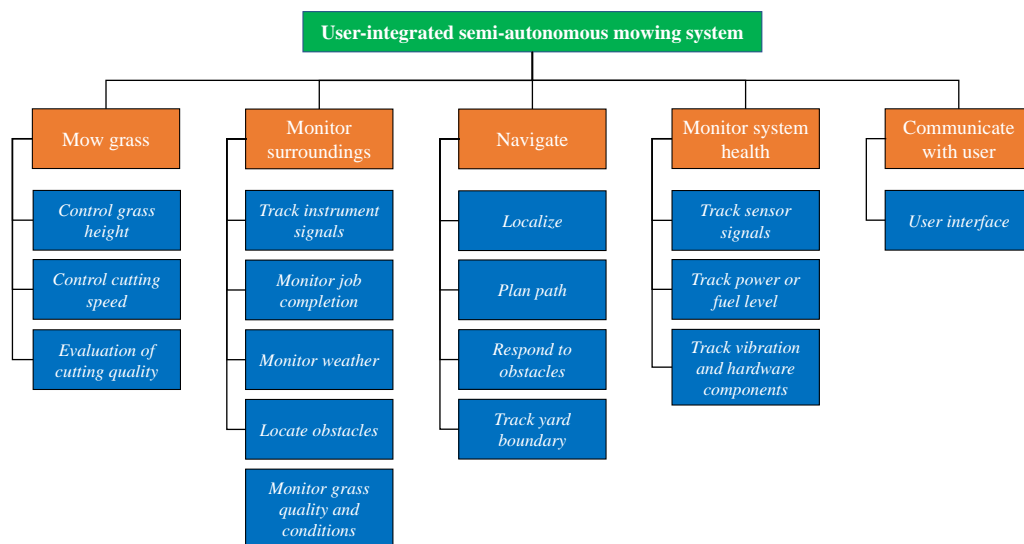 User-integrated semi-autonomous mowing system
Mow grass
Control grass
height
Control cutting
speed
Evaluation of
cutting quality
Monitor
surroundings
Track instrument
signals
Monitor job
completion
Monitor weather
Locate obstacles
Monitor grass
quality and
conditions
Navigate
Localize
Plan path
Respond to
obstacles
Track yard
boundary
Monitor system
health
Track sensor
signals
Track power or
fuel level
Track vibration
and hardware
components
Communicate
with user
User interface